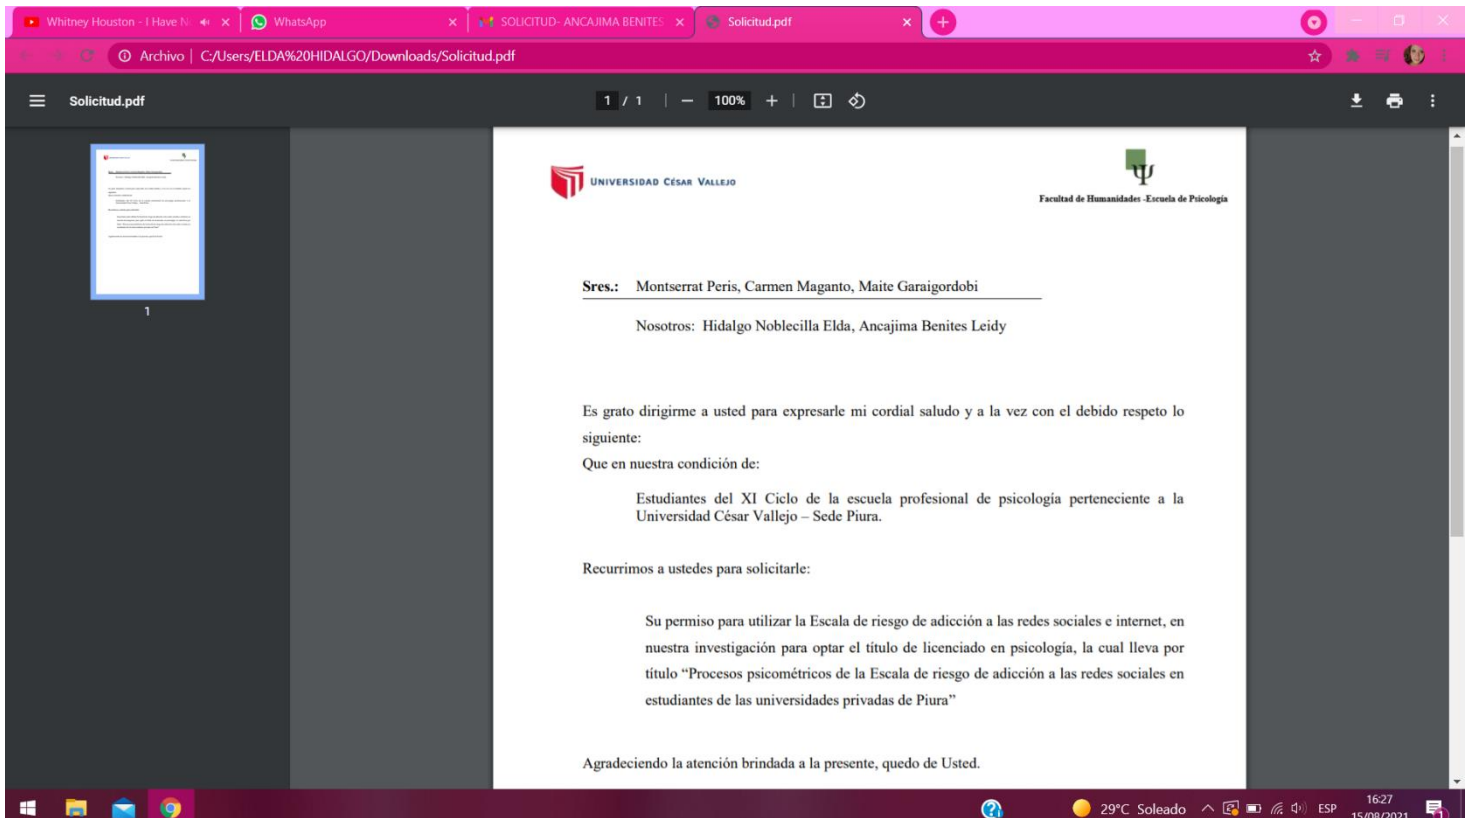 Whitney Houston - I Have N
WhatsApp
SOLICITUD- ANCAJIMA BENITES
Solicitud.pdf
Archivo | C:/Users/ELDA%20HIDALGO/Downloads/Solicitud.pdf
Solicitud.pdf
1 / 1
100%
1
UNIVERSIDAD CÉSAR VALLEJO
Facultad de Humanidades -Escuela de Psicología
Sres.: Montserrat Peris, Carmen Maganto, Maite Garaigordobi
Nosotros: Hidalgo Noblecilla Elda, Ancajima Benites Leidy
Es grato dirigirme a usted para expresarle mi cordial saludo y a la vez con el debido respeto lo
siguiente:
Que en nuestra condición de:
Estudiantes del XI Ciclo de la escuela profesional de psicología perteneciente a la
Universidad César Vallejo – Sede Piura.
Recurrimos a ustedes para solicitarle:
Su permiso para utilizar la Escala de riesgo de adicción a las redes sociales e internet, en
nuestra investigación para optar el título de licenciado en psicología, la cual lleva por
título “Procesos psicométricos de la Escala de riesgo de adicción a las redes sociales en
estudiantes de las universidades privadas de Piura”
Agradeciendo la atención brindada a la presente, quedo de Usted.
29°C Soleado
ESP
16:27
15/08/2021